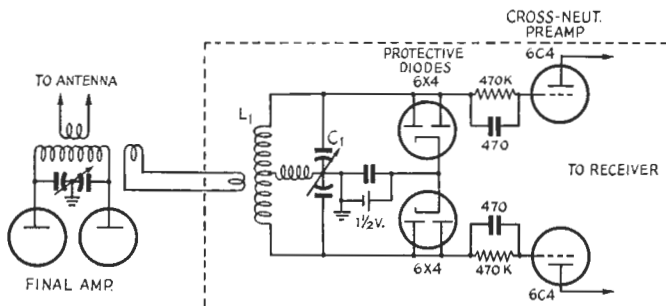 CROSS-NEUT.
PREAMP
6C4
PROTECTIVE
DIODES
6X4
470K
470
TO ANTENNA
L1
C1
TO RECEIVER
1½V.
470
6X4
470K
6C4
FINAL AMP.